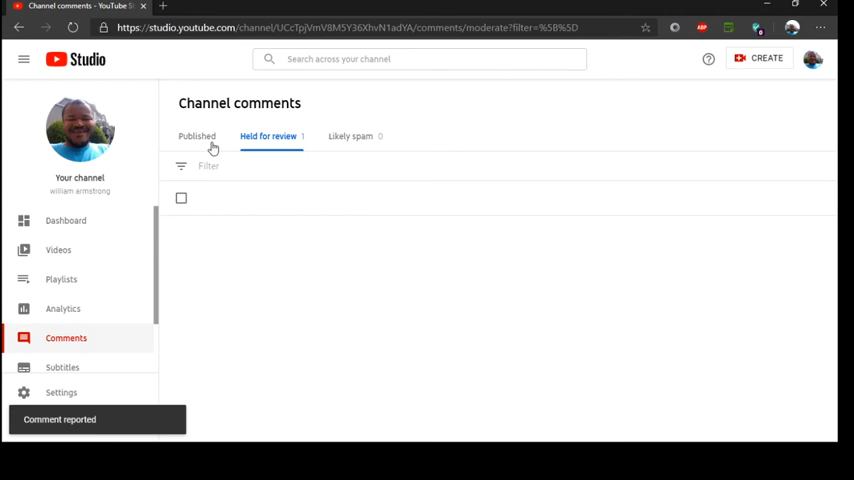 Channel comments - YouTube S
https://studio.youtube.com/channel/UCcTpjVmV8M5Y36XhvN1adYA/comments/moderate?filter=%5B%5D
ABP
0
Studio
Search across your channel
CREATE
Channel comments
Published
Held for review 1
Likely spam 0
Filter
Your channel
william armstrong
Dashboard
Videos
Playlists
Analytics
Comments
Subtitles
Settings
Comment reported